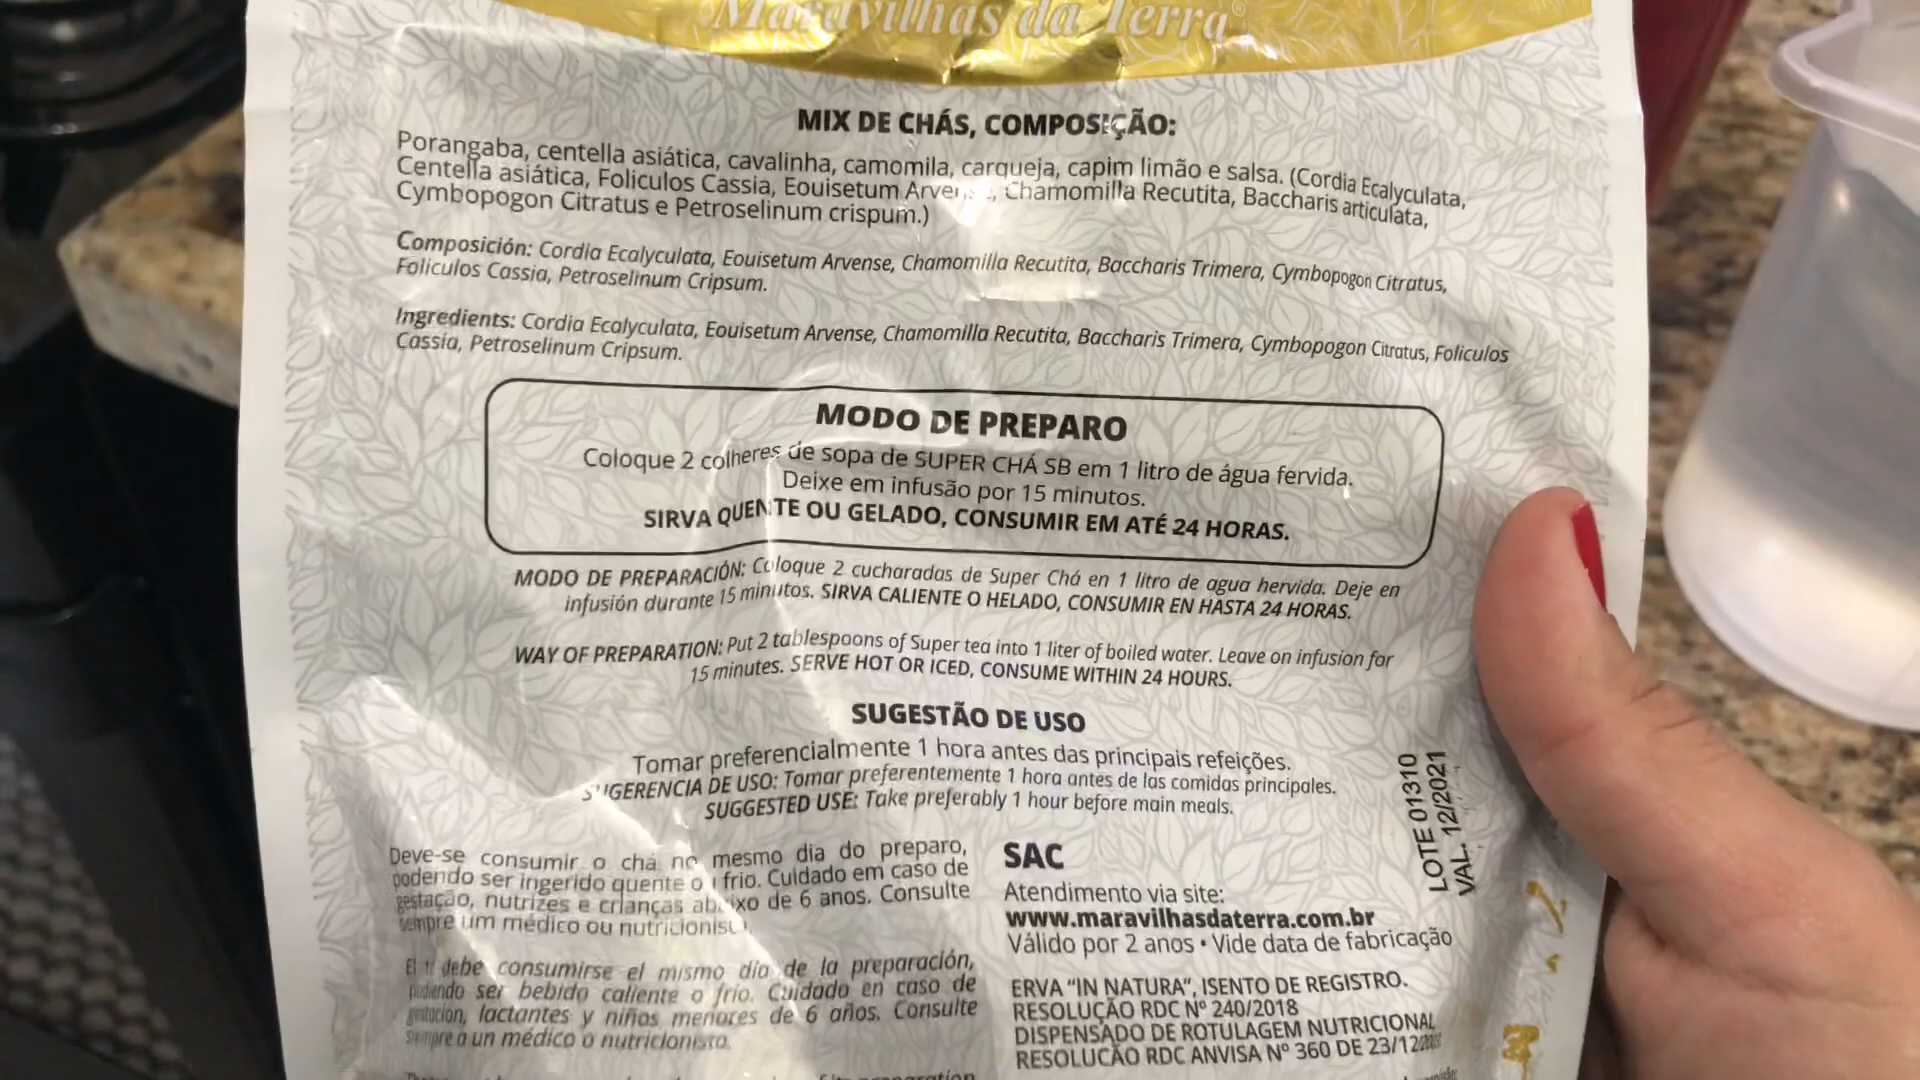 Maravilhas da Terra®
MIX DE CHÁS, COMPOSIÇÃO:
Porangaba, centella asiática, cavalinha, camomila, carqueja, capim limão e salsa. (Cordia Ecalyculata,
Centella asiática, Foliculos Cassia, Eouisetum Chamomilla Recutita, Baccharis articulata,
Cymbopogon Citratus e Petroselinum crispum.)
Composición: Cordia Ecalyculata, Eouisetum Arvense, Chamomilla Recutita, Baccharis Trimera, Cymbopogon Citratus,
Foliculos Cassia, Petroselinum Cripsum.
Ingredients: Cordia Ecalyculata, Eouisetum Arvense, Chamomilla Recutita, Baccharis Trimera, Cymbopogon Citratus, Foliculos
Cassia, Petroselinum Cripsum.
MODO DE PREPARO
Coloque 2 colheres de sopa de SUPER CHÁ SB em 1 litro de água fervida.
Deixe em infusão por 15 minutos.
SIRVA QUENTE OU GELADO, CONSUMIR EM ATÉ 24 HORAS.
MODO DE PREPARACIÓN: Coloque 2 cucharadas de Super Chá en 1 litro de agua hervida. Deje en
infusión durante 15 minutos. SIRVA CALIENTE O HELADO, CONSUMIR EN HASTA 24 HORAS.
WAY OF PREPARATION: Put 2 tablespoons of Super tea into 1 liter of boiled water. Leave on infusion for
15 minutes. SERVE HOT OR ICED, CONSUME WITHIN 24 HOURS.
SUGESTÃO DE USO
Tomar preferencialmente 1 hora antes das principais refeições.
SUGERENCIA DE USO: Tomar preferentemente 1 hora antes de las comidas principales.
SUGGESTED USE: Take preferably 1 hour before main meals.
Deve-se consumir o chá no mesmo dia do preparo,
podendo ser ingerido quente ou frio. Cuidado em caso de
gestação, nutrizes e crianças abaixo de 6 anos. Consulte
sempre um médico ou nutricionista.
El debe consumirse el mismo día de la preparación,
pudiendo ser bebido caliente o frío. Cuidado en caso de
gestación, lactantes y niños menores de 6 años. Consulte
siempre a un médico o nutricionista.
SAC
Atendimento via site:
www.maravilhasdaterra.com.br
Válido por 2 anos • Vide data de fabricação
ERVA "IN NATURA", ISENTO DE REGISTRO.
RESOLUÇÃO RDC Nº 240/2018
DISPENSADO DE ROTULAGEM NUTRICIONAL
RESOLUCÃO RDC ANVISA Nº 360 DE
LOTE 01310
VAL. 12/2021